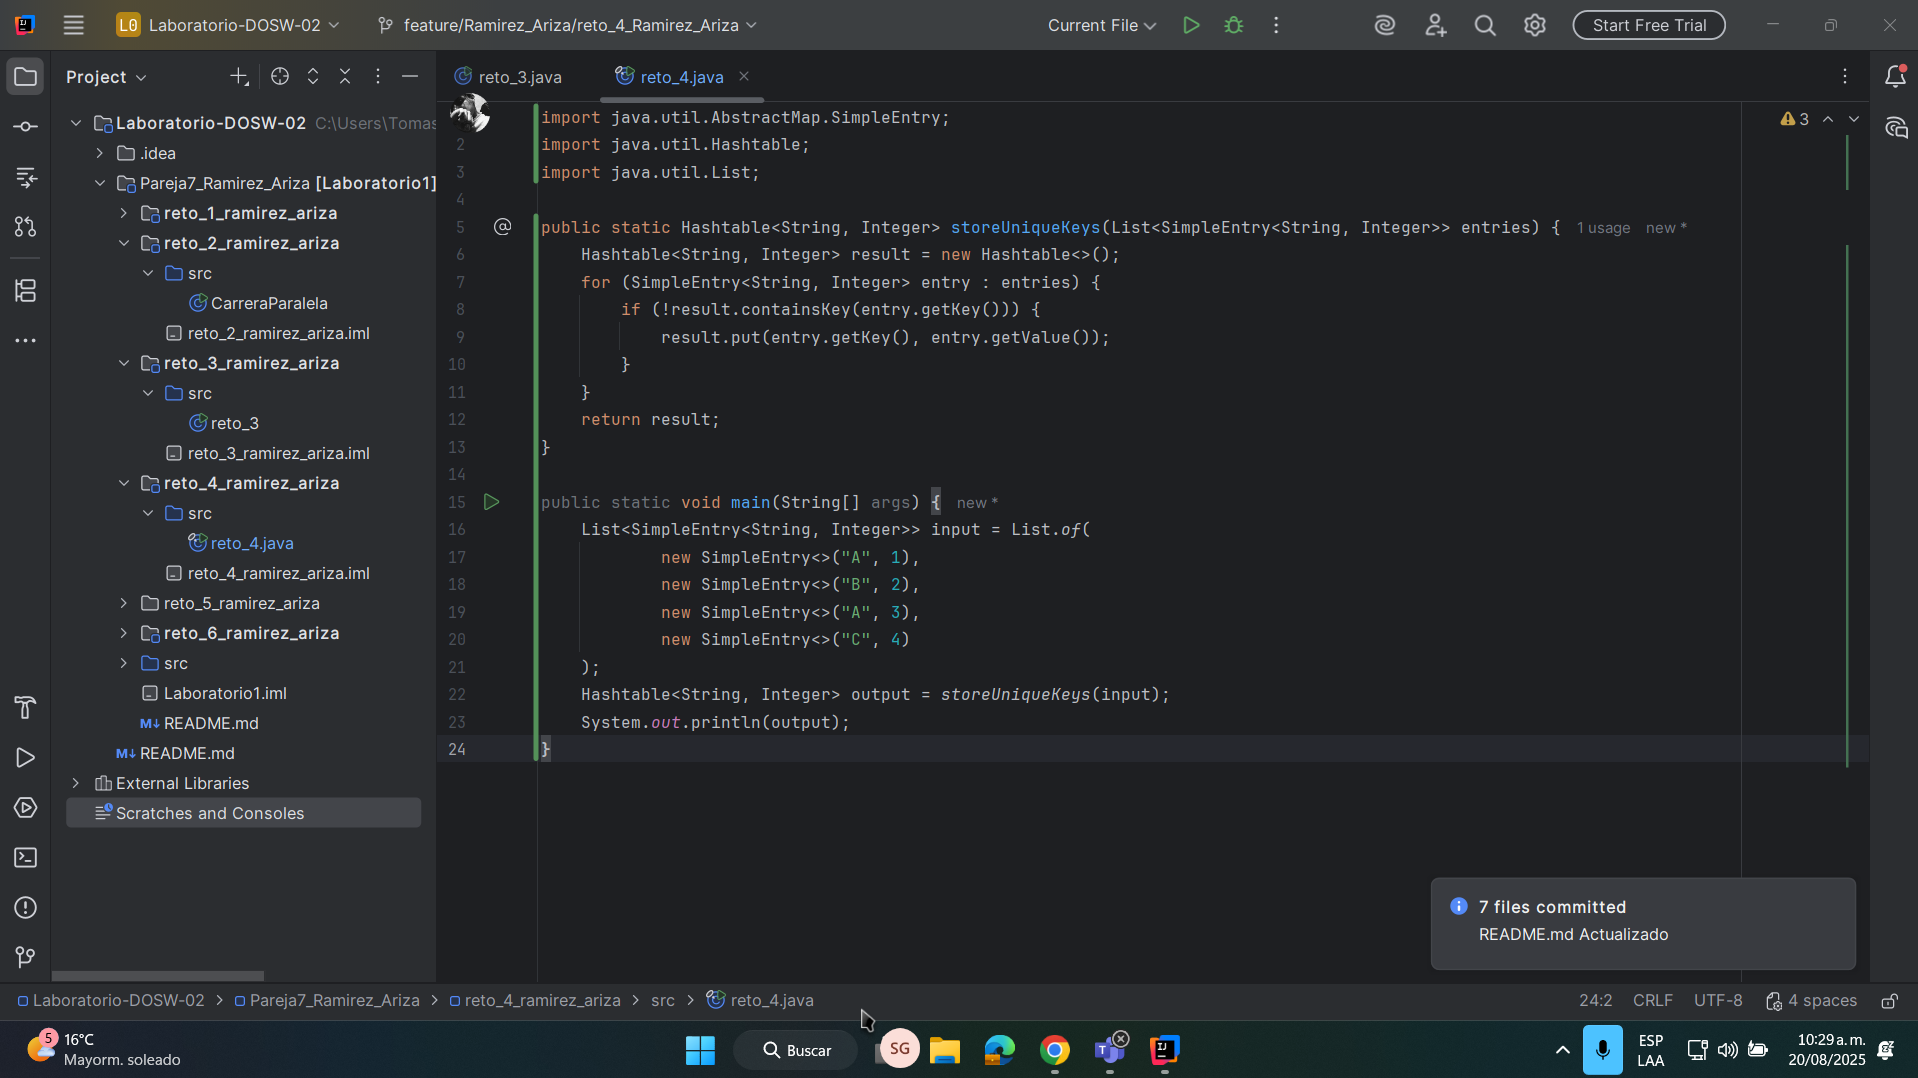 L0 Laboratorio-DOSW-02 feature/Ramirez_Ariza/reto_4_Ramirez_Ariza Current File Start Free Trial
Project
reto_3.java reto_4.java
Laboratorio-DOSW-02 C:\Users\Tomas
.idea
Pareja7_Ramirez_Ariza [Laboratorio1]
reto_1_ramirez_ariza
reto_2_ramirez_ariza
src
CarreraParalela
reto_2_ramirez_ariza.iml
reto_3_ramirez_ariza
src
reto_3
reto_3_ramirez_ariza.iml
reto_4_ramirez_ariza
src
reto_4.java
reto_4_ramirez_ariza.iml
reto_5_ramirez_ariza
reto_6_ramirez_ariza
src
Laboratorio1.iml
M↓ README.md
M↓ README.md
External Libraries
Scratches and Consoles
import java.util.AbstractMap.SimpleEntry; 3
2 import java.util.Hashtable;
3 import java.util.List;
4
5 @ public static Hashtable<String, Integer> storeUniqueKeys(List<SimpleEntry<String, Integer>> entries) { 1 usage new *
6 Hashtable<String, Integer> result = new Hashtable<>();
7 for (SimpleEntry<String, Integer> entry : entries) {
8 if (!result.containsKey(entry.getKey())) {
9 result.put(entry.getKey(), entry.getValue());
10 }
11 }
12 return result;
13 }
14
15 public static void main(String[] args) { new *
16 List<SimpleEntry<String, Integer>> input = List.of(
17 new SimpleEntry<>("A", 1),
18 new SimpleEntry<>("B", 2),
19 new SimpleEntry<>("A", 3),
20 new SimpleEntry<>("C", 4)
21 );
22 Hashtable<String, Integer> output = storeUniqueKeys(input);
23 System.out.println(output);
24 }
7 files committed
README.md Actualizado
Laboratorio-DOSW-02 > Pareja7_Ramirez_Ariza > reto_4_ramirez_ariza > src > reto_4.java 24:2 CRLF UTF-8 4 spaces
5 16°C
Mayorm. soleado
Buscar
SG
ESP
LAA
10:29 a. m.
20/08/2025